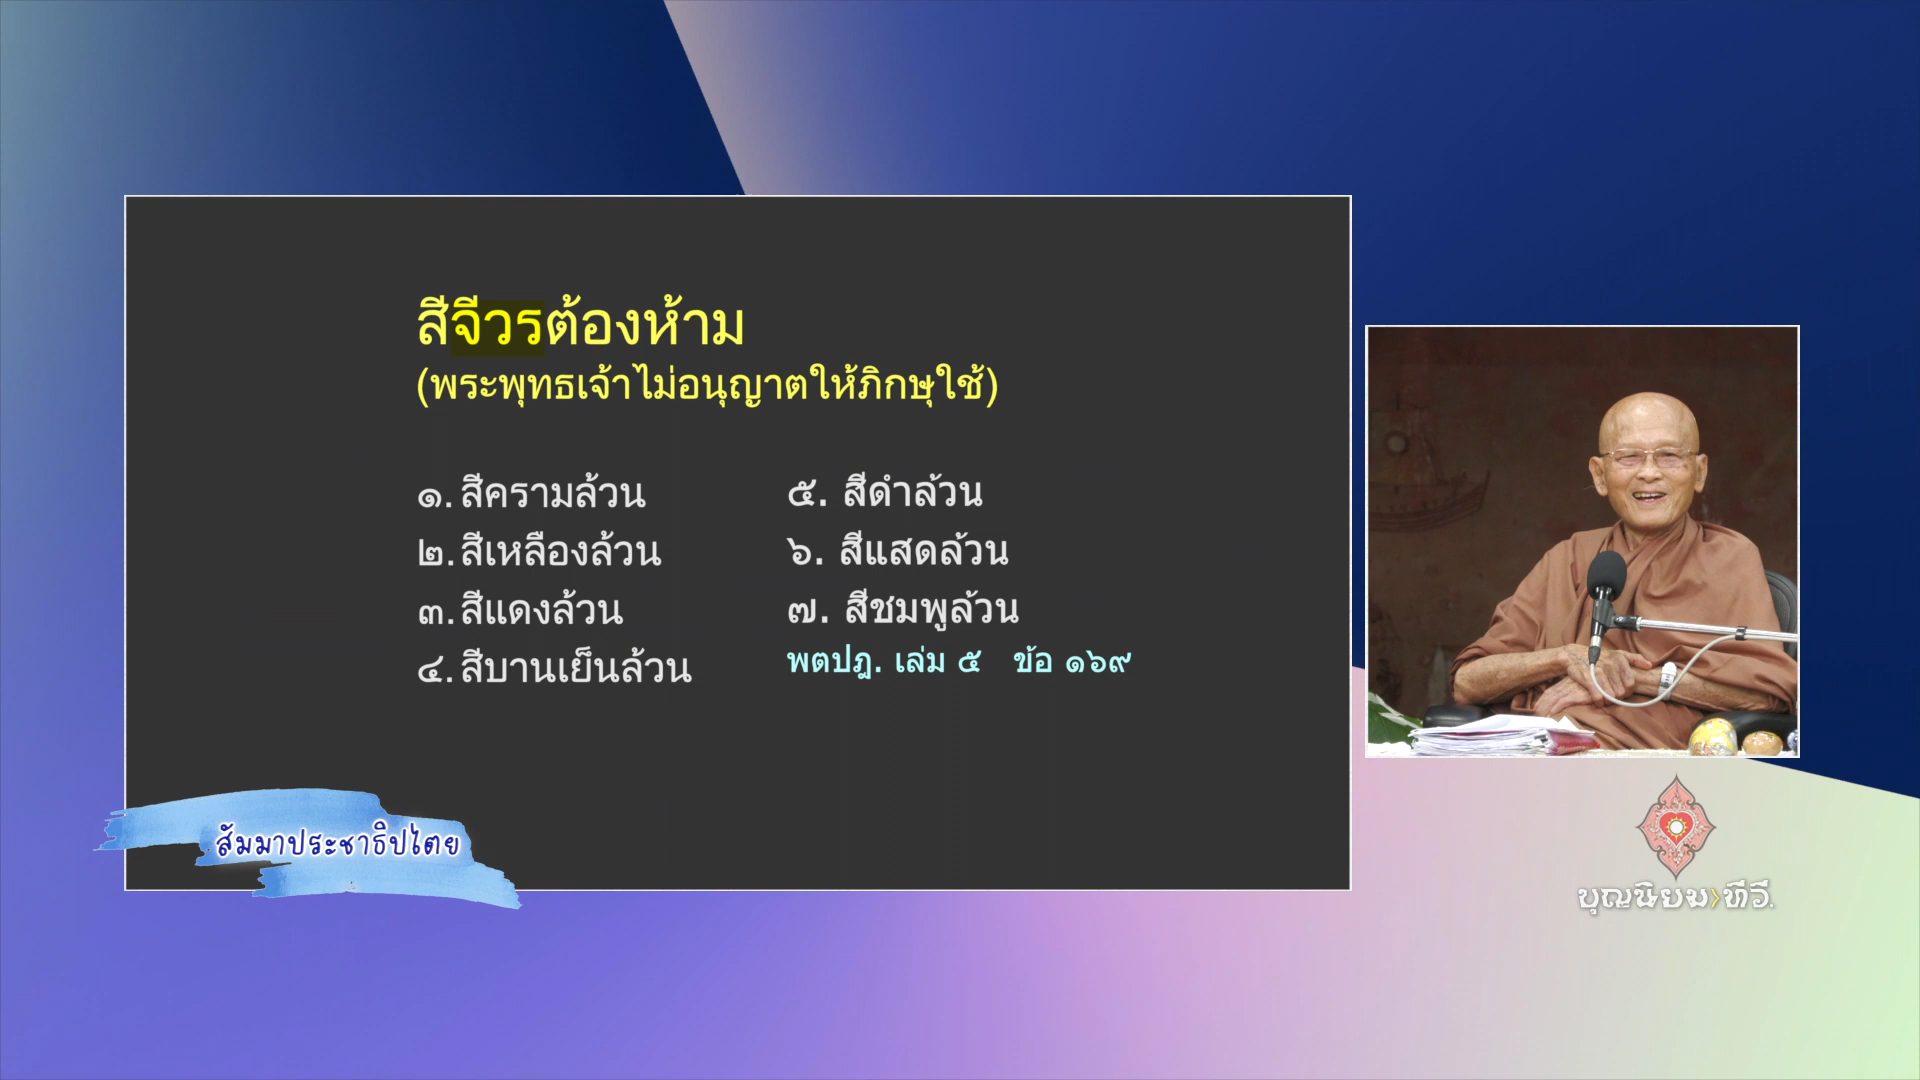 สีจีวรต้องห้าม
(พระพุทธเจ้าไม่อนุญาตให้ภิกษุใช้)
๑. สีครามล้วน
๒. สีเหลืองล้วน
๓. สีแดงล้วน
๔. สีบานเย็นล้วน
๕. สีดำล้วน
๖. สีแสดล้วน
๗. สีชมพูล้วน
พตปฎ. เล่ม ๕ ข้อ ๑๖๙
สัมมาประชาธิปไตย
บุญนิยม>ทีวี.